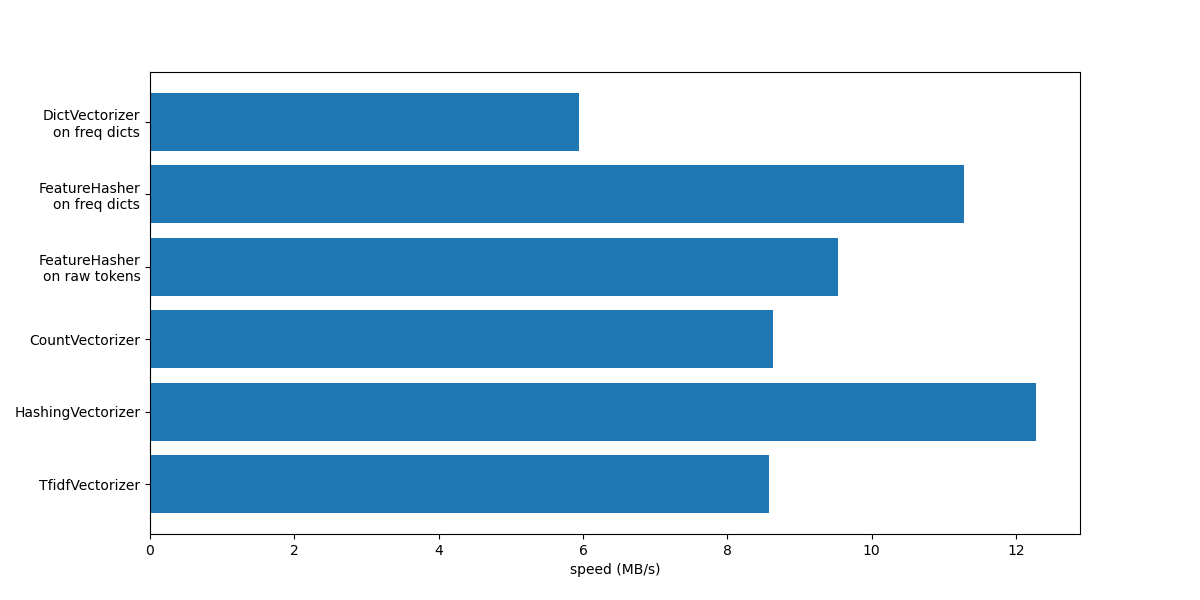 DictVectorizer
on freq dicts
FeatureHasher
on freq dicts
FeatureHasher
on raw tokens
CountVectorizer
HashingVectorizer
TfidfVectorizer
0 2 4 6 8 10 12
speed (MB/s)